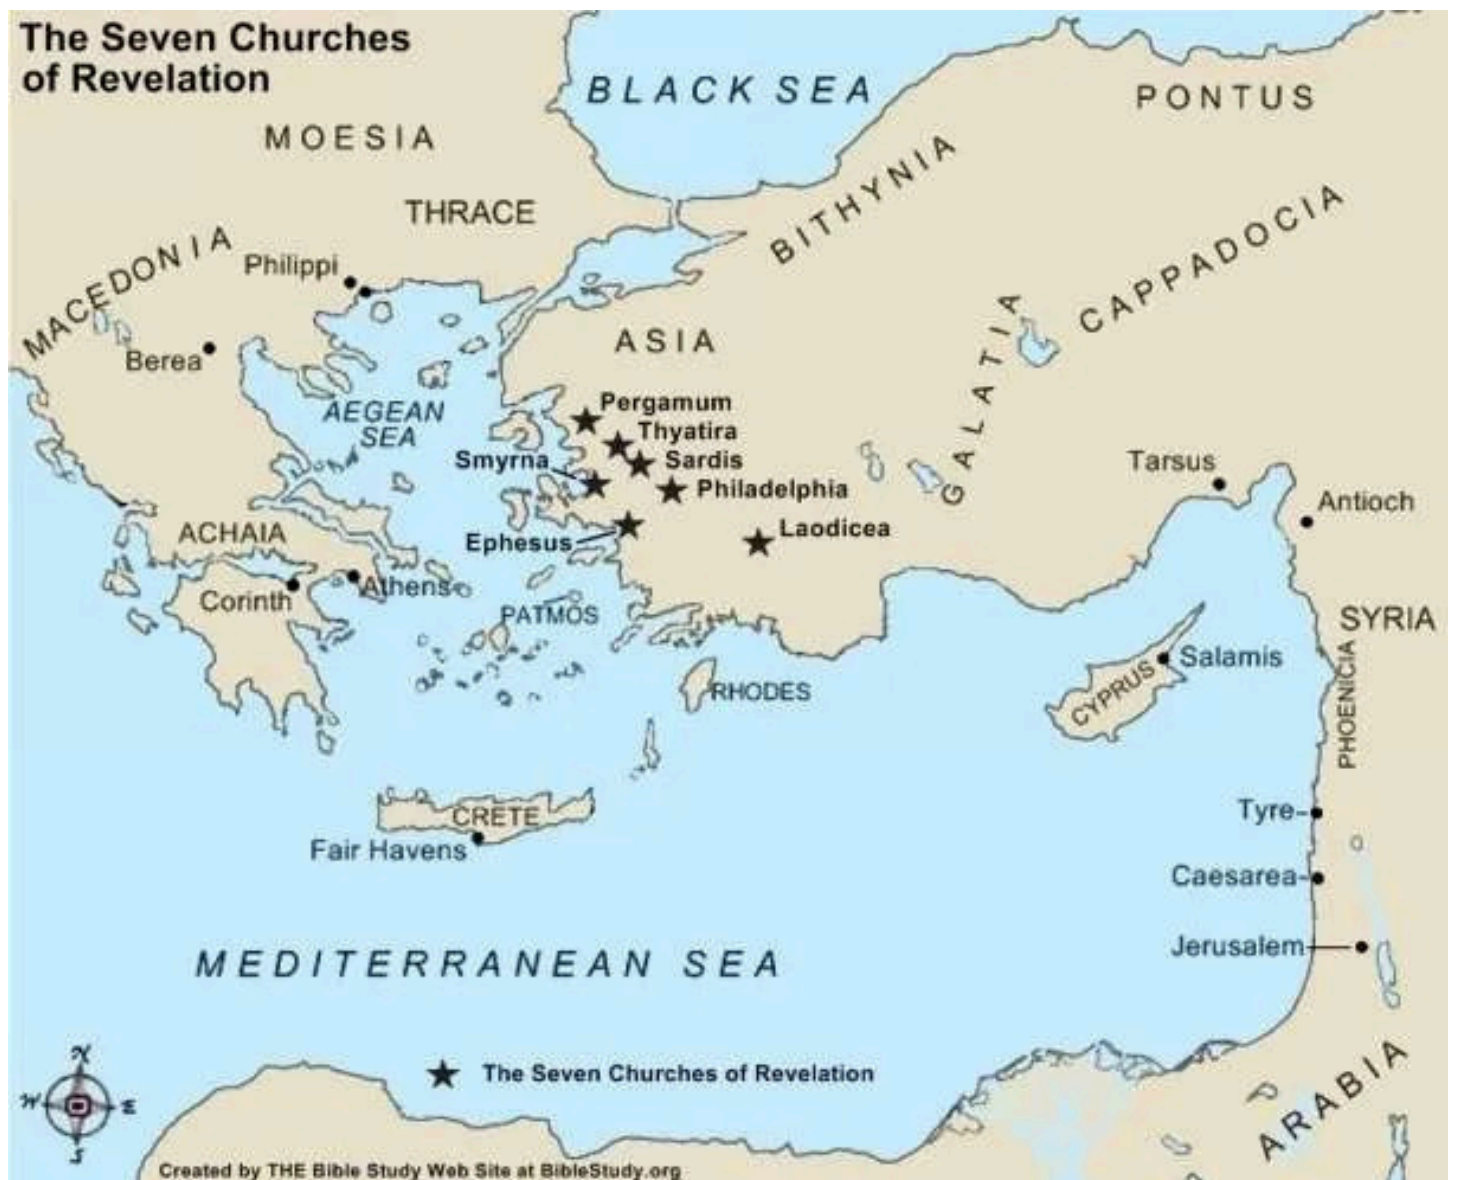 The Seven Churches
of Revelation
BLACK SEA
PONTUS
MOESIA
BITHYNIA
THRACE
CAPPADOCIA
MACEDONIA
Philippi
GALATIA
ASIA
Berea
Pergamum
AEGEAN
SEA
Thyatira
Smyrna
Sardis
Tarsus
Philadelphia
Antioch
ACHAIA
Laodicea
Ephesus
Athens
Corinth
PATMOS
SYRIA
Salamis
CYPRUS
RHODES
PHOENICIA
CRETE
Tyre
Fair Havens
Caesarea
Jerusalem
MEDITERRANEAN SEA
N
W
E
S
The Seven Churches of Revelation
ARABIA
Created by THE Bible Study Web Site at BibleStudy.org